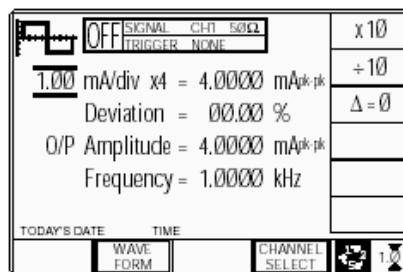 OFF SIGNAL CH1 50Ω
TRIGGER NONE
x10
1.00 mA/div x4 = 4.0000 mApk-pk
÷10
Deviation = 00.00 %
Δ=0
O/P Amplitude = 4.0000 mApk-pk
Frequency = 1.0000 kHz
TODAY'S DATE TIME
WAVE FORM
CHANNEL SELECT
1.0